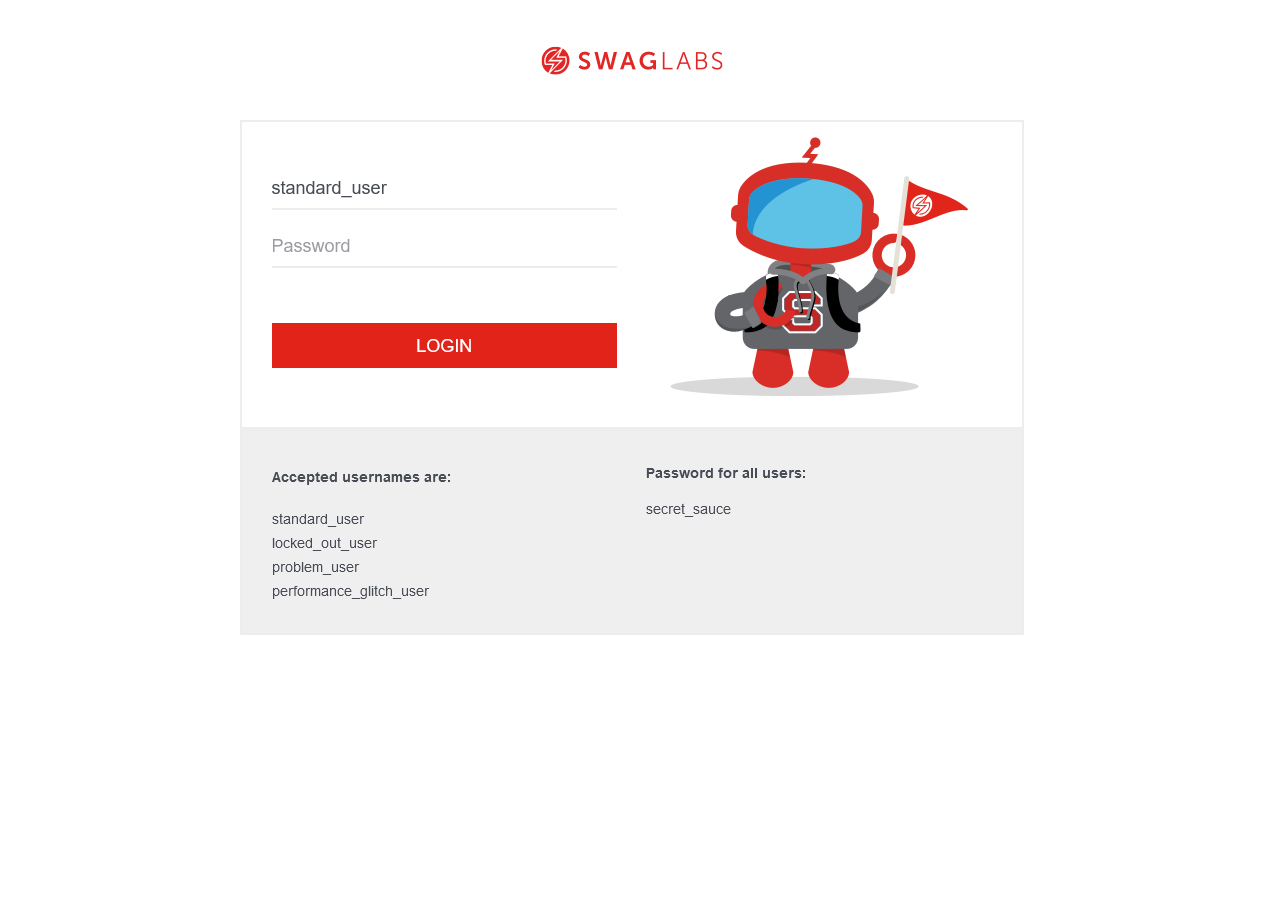 SWAGLABS
standard_user
Password
LOGIN
S
Accepted usernames are:
standard_user
locked_out_user
problem_user
performance_glitch_user
Password for all users:
secret_sauce